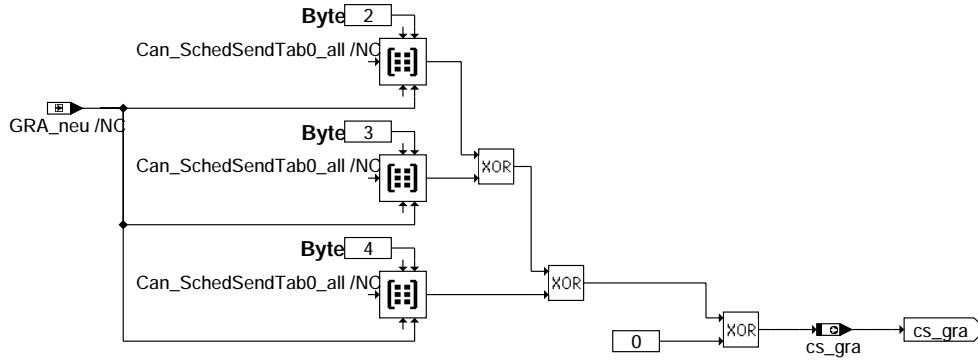 Byte 2
Can_SchedSendTab0_all /NC
GRA_neu /NC
Byte 3
Can_SchedSendTab0_all /NC
XOR
Byte 4
Can_SchedSendTab0_all /NC
XOR
XOR
0
cs_gra
cs_gra